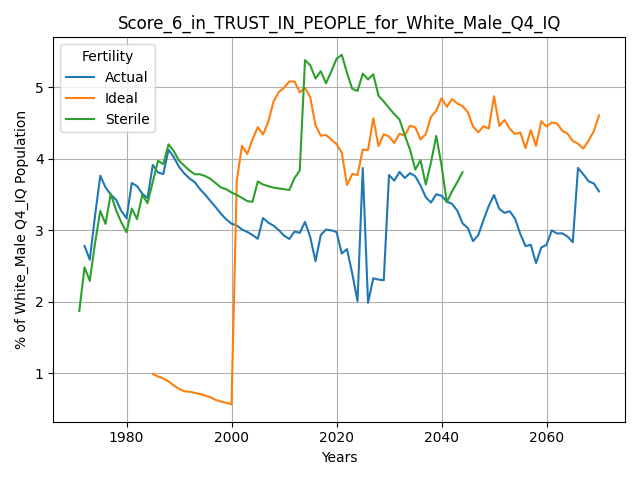 Score_6_in_TRUST_IN_PEOPLE_for_White_Male_Q4_IQ
Fertility
Actual
Ideal
Sterile
% of White_Male Q4_IQ Population
5
4
3
2
1
1980
2000
2020
2040
2060
Years